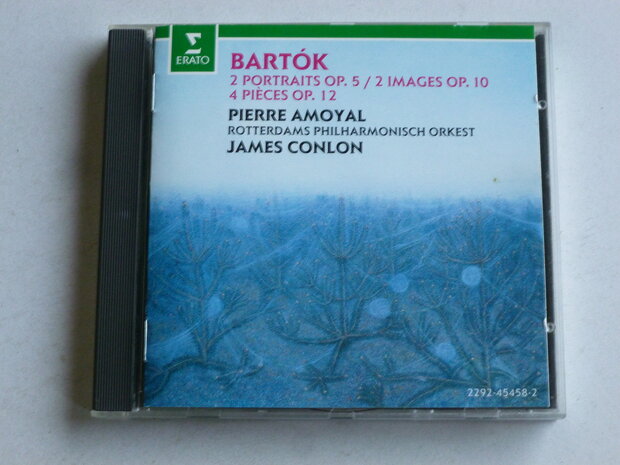 ERATO
BARTÓK
2 PORTRAITS OP. 5 / 2 IMAGES OP. 10
4 PIÈCES OP. 12
PIERRE AMOYAL
ROTTERDAMS PHILHARMONISCH ORKEST
JAMES CONLON
2292-45458-2